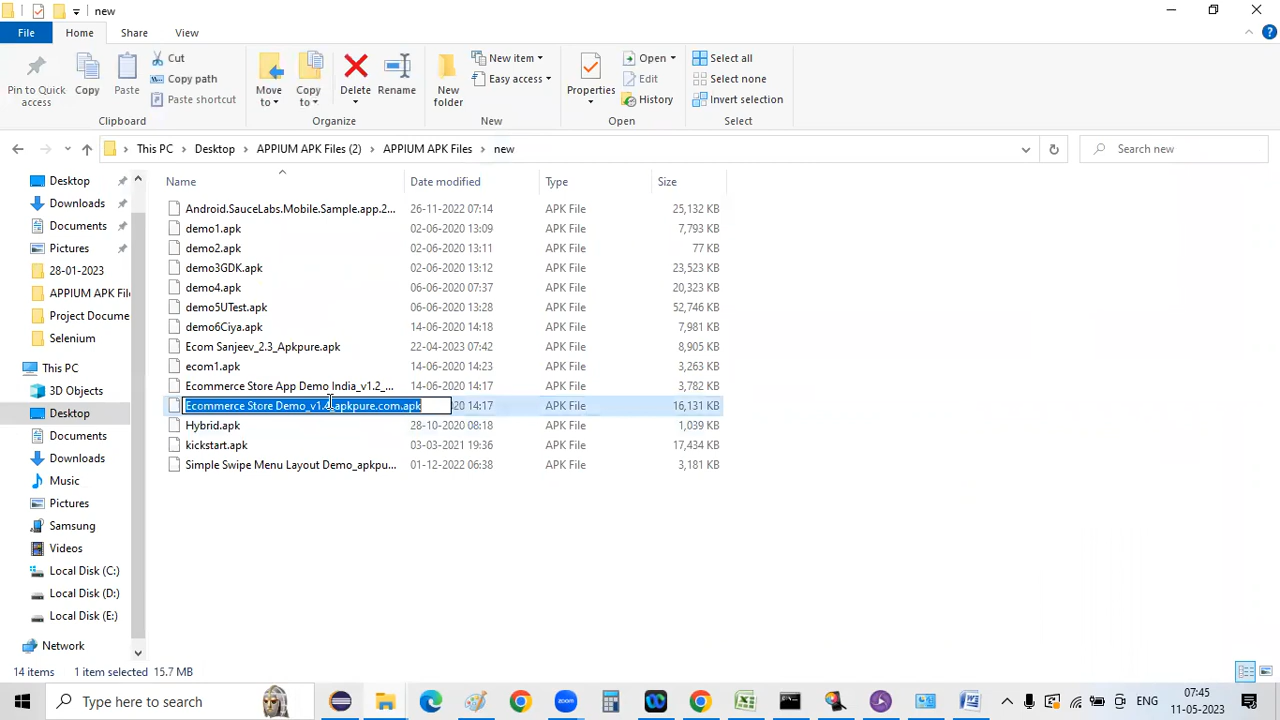 new
File
Home
Share
View
Pin to Quick access
Copy
Paste
Cut
Copy path
Paste shortcut
Clipboard
Move to
Copy to
Delete
Rename
Organize
New folder
New item
Easy access
New
Properties
Open
Edit
History
Open
Select all
Select none
Invert selection
Select
This PC
Desktop
APPIUM APK Files (2)
APPIUM APK Files
new
Search new
Desktop
Downloads
Documents
Pictures
28-01-2023
APPIUM APK File
Project Docume
Selenium
This PC
3D Objects
Desktop
Documents
Downloads
Music
Pictures
Samsung
Videos
Local Disk (C:)
Local Disk (D:)
Local Disk (E:)
Network
Name Date modified Type Size
Android.SauceLabs.Mobile.Sample.app.2... 26-11-2022 07:14 APK File 25,132 KB
demo1.apk 02-06-2020 13:09 APK File 7,793 KB
demo2.apk 02-06-2020 13:11 APK File 77 KB
demo3GDK.apk 02-06-2020 13:12 APK File 23,523 KB
demo4.apk 06-06-2020 07:37 APK File 20,323 KB
demo5UTest.apk 06-06-2020 13:28 APK File 52,746 KB
demo6Ciya.apk 14-06-2020 14:18 APK File 7,981 KB
Ecom Sanjeev_2.3_Apkpure.apk 22-04-2023 07:42 APK File 8,905 KB
ecom1.apk 14-06-2020 14:23 APK File 3,263 KB
Ecommerce Store App Demo India_v1.2_... 14-06-2020 14:17 APK File 3,782 KB
Ecommerce Store Demo_v1. apkpure.com.apk 020 14:17 APK File 16,131 KB
Hybrid.apk 28-10-2020 08:18 APK File 1,039 KB
kickstart.apk 03-03-2021 19:36 APK File 17,434 KB
Simple Swipe Menu Layout Demo_apkpu... 01-12-2022 06:38 APK File 3,181 KB
14 items 1 item selected 15.7 MB
Type here to search
zoom
ENG
07:45
11-05-2023